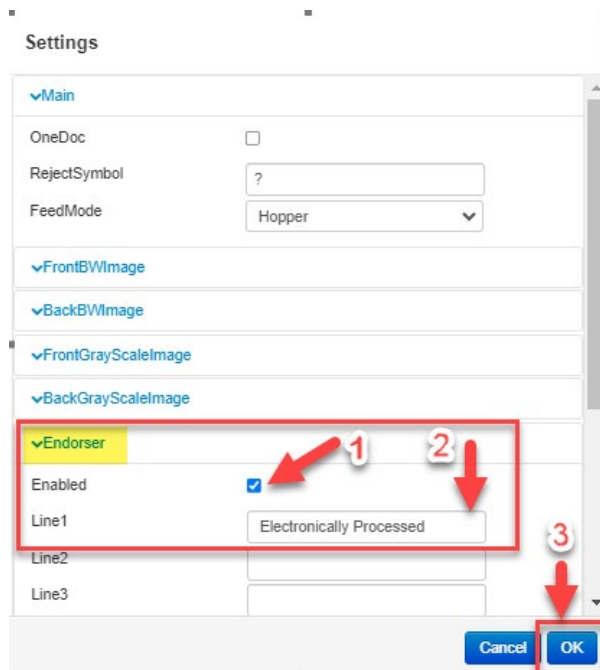 Settings
Main
OneDoc
RejectSymbol ?
FeedMode Hopper
FrontBWImage
BackBWImage
FrontGrayScaleImage
BackGrayScaleImage
Endorser
1 2
Enabled
Line1 Electronically Processed
Line2
3
Line3
Cancel OK